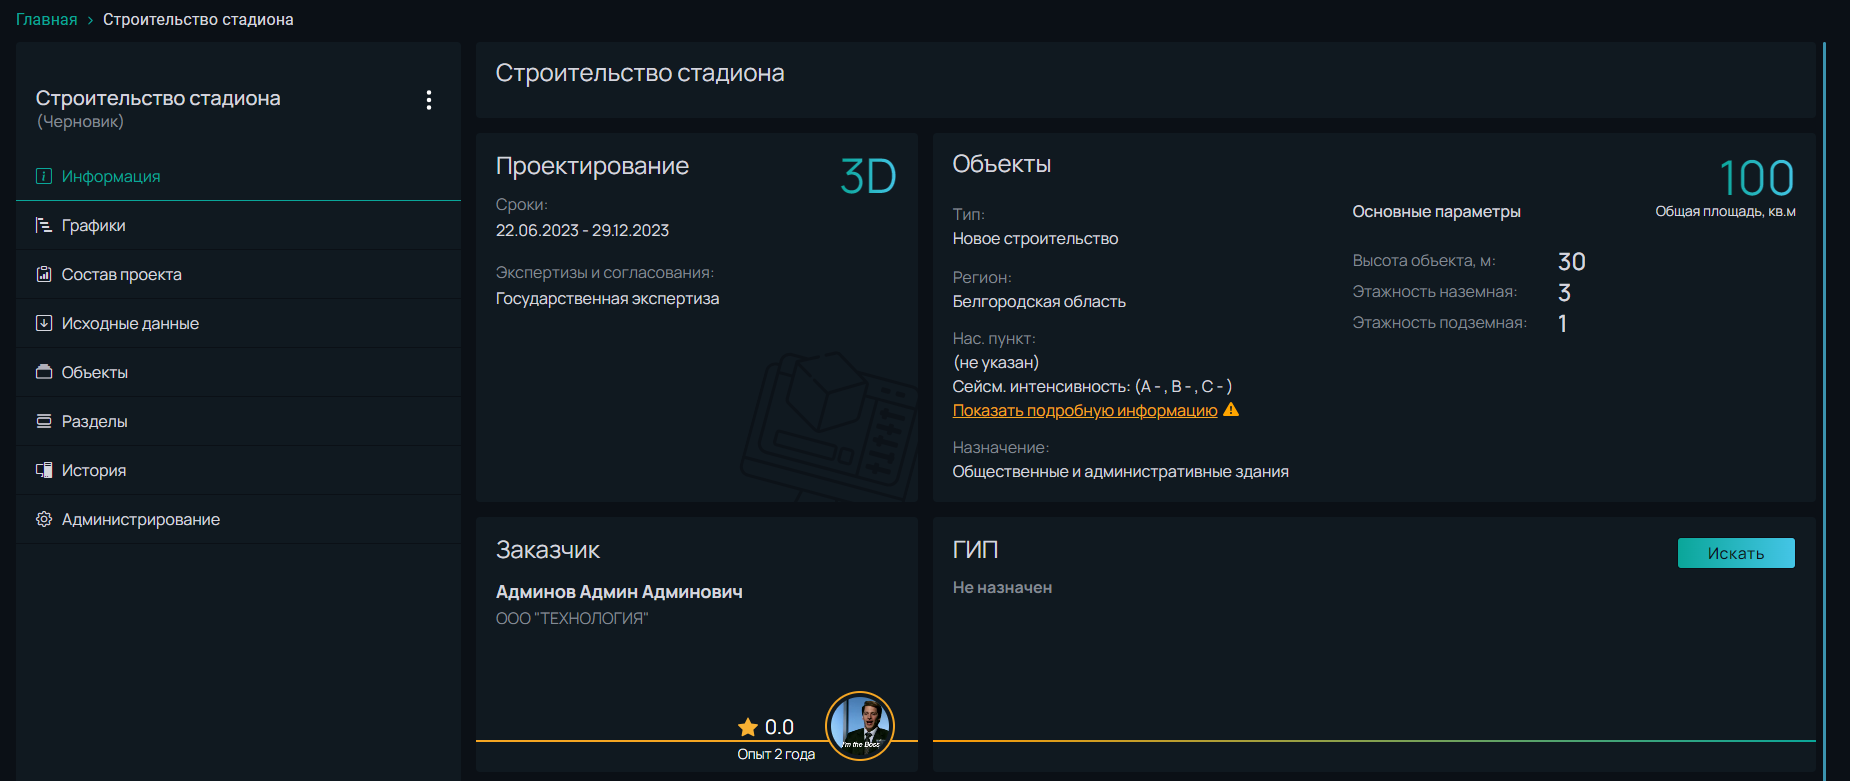 Главная › Строительство стадиона
Строительство стадиона
(Черновик)
Информация
Графики
Состав проекта
Исходные данные
Объекты
Разделы
История
Администрирование
Строительство стадиона
Проектирование
3D
Сроки:
22.06.2023 - 29.12.2023
Экспертизы и согласования:
Государственная экспертиза
Объекты
Тип:
Новое строительство
Регион:
Белгородская область
Нас. пункт:
(не указан)
Сейсм. интенсивность: (A - , B - , C - )
Показать подробную информацию
Назначение:
Общественные и административные здания
Основные параметры
Высота объекта, м: 30
Этажность наземная: 3
Этажность подземная: 1
100
Общая площадь, кв.м
Заказчик
Админов Админ Админович
ООО "ТЕХНОЛОГИЯ"
0.0
Опыт 2 года
I'm the Boss
ГИП
Искать
Не назначен